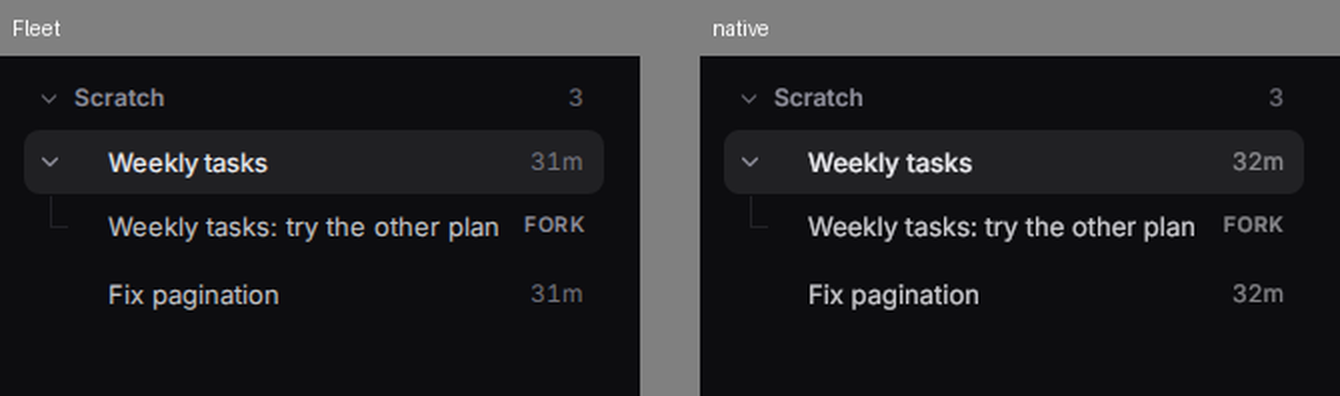 Fleet
Scratch 3
Weekly tasks 31m
Weekly tasks: try the other plan FORK
Fix pagination 31m
native
Scratch 3
Weekly tasks 32m
Weekly tasks: try the other plan FORK
Fix pagination 32m